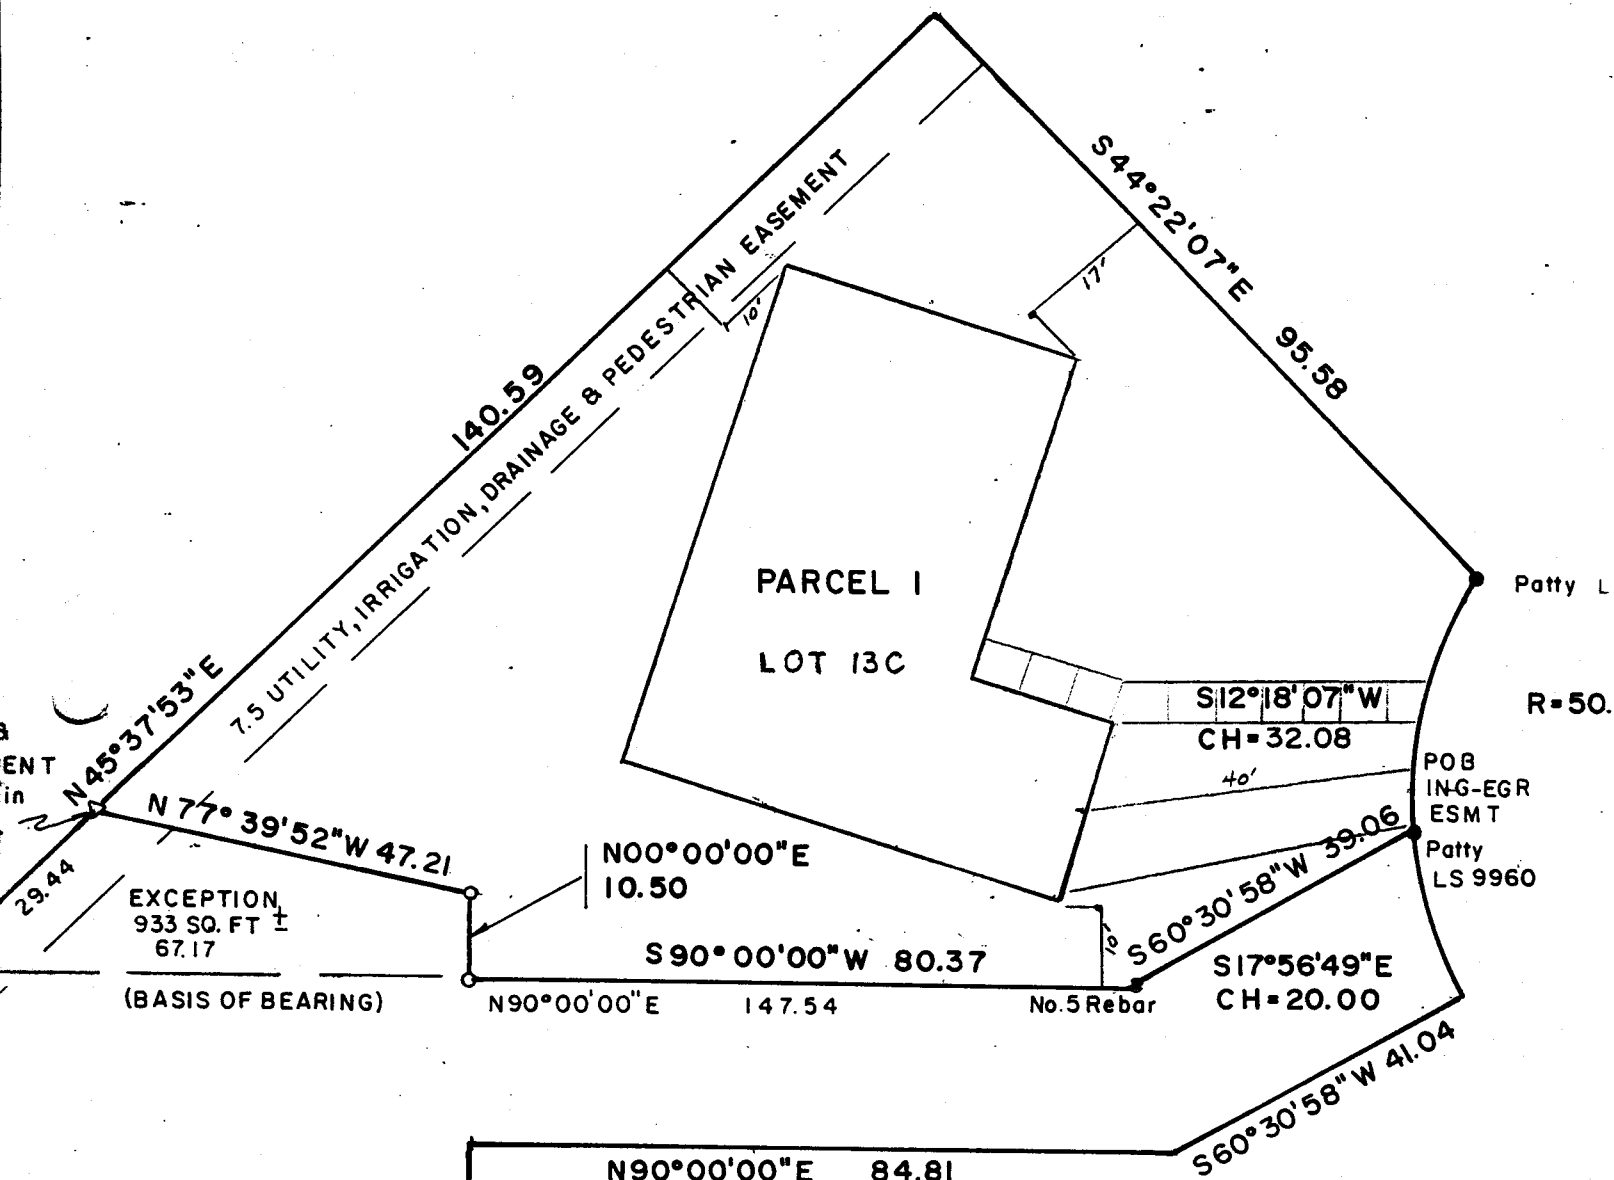 S44°22'07"E 95.58
140.59
7.5 UTILITY, IRRIGATION, DRAINAGE & PEDESTRIAN EASEMENT
10'
17'
N45°37'53"E
PARCEL 1
LOT 13C
Patty L
S12°18'07"W
CH=32.08
R=50.
40'
POB
ING-EGR
ESMT
Patty
LS 9960
ENT
in
N 77°39'52"W 47.21
29.44
N00°00'00"E
10.50
EXCEPTION
933 SQ. FT ±
67.17
(BASIS OF BEARING)
S90°00'00"W 80.37
N90°00'00"E 147.54
No.5 Rebar
10
S60°30'58"W 39.06
S17°56'49"E
CH=20.00
S60°30'58"W 41.04
N90°00'00"E 84.81